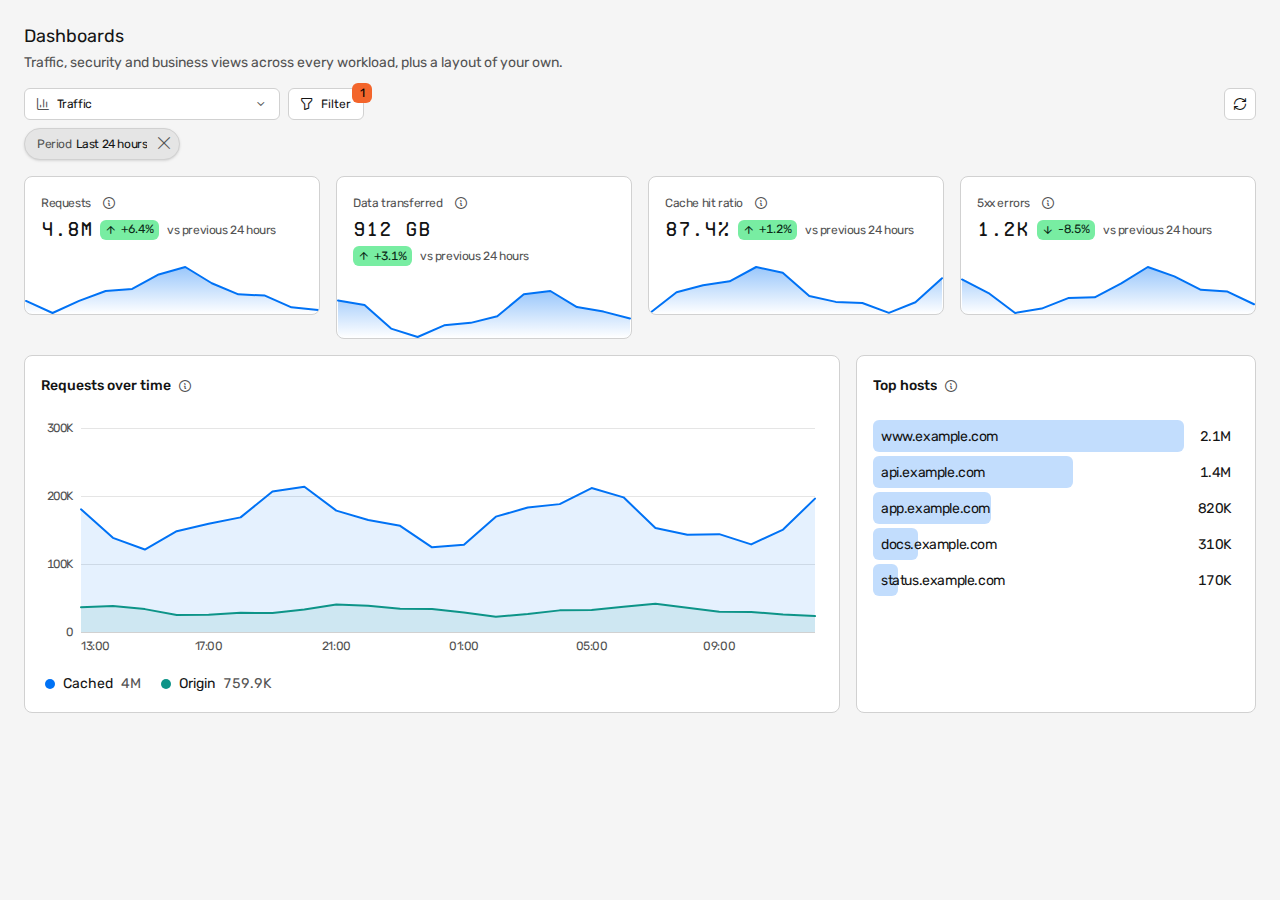 Dashboards
Traffic, security and business views across every workload, plus a layout of your own.
Traffic
Filter
1
Period Last 24 hours
Requests
4.8M +6.4% vs previous 24 hours
Data transferred
912 GB
+3.1% vs previous 24 hours
Cache hit ratio
87.4% +1.2% vs previous 24 hours
5xx errors
1.2K -8.5% vs previous 24 hours
Requests over time
300K
200K
100K
0
13:00 17:00 21:00 01:00 05:00 09:00
Cached 4M Origin 759.9K
Top hosts
www.example.com 2.1M
api.example.com 1.4M
app.example.com 820K
docs.example.com 310K
status.example.com 170K